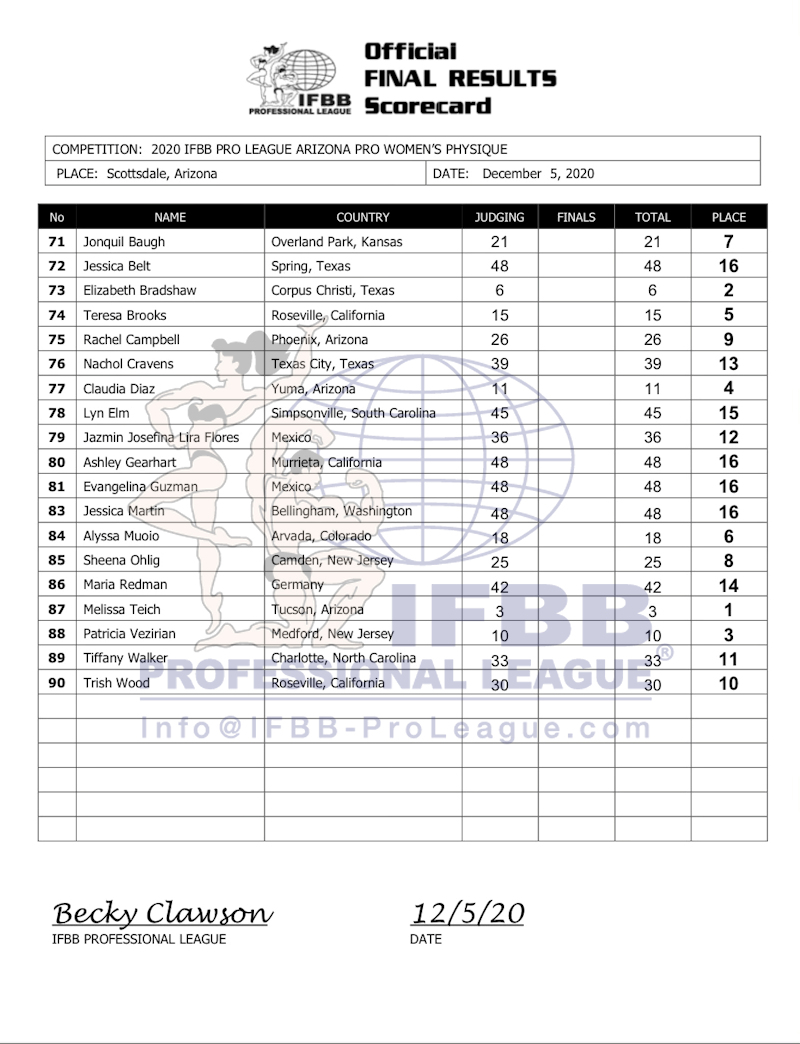 Official
FINAL RESULTS
Scorecard
IFBB
PROFESSIONAL LEAGUE
COMPETITION: 2020 IFBB PRO LEAGUE ARIZONA PRO WOMEN'S PHYSIQUE
PLACE: Scottsdale, Arizona DATE: December 5, 2020
No NAME COUNTRY JUDGING FINALS TOTAL PLACE
71 Jonquil Baugh Overland Park, Kansas 21 21 7
72 Jessica Belt Spring, Texas 48 48 16
73 Elizabeth Bradshaw Corpus Christi, Texas 6 6 2
74 Teresa Brooks Roseville, California 15 15 5
75 Rachel Campbell Phoenix, Arizona 26 26 9
76 Nachol Cravens Texas City, Texas 39 39 13
77 Claudia Diaz Yuma, Arizona 11 11 4
78 Lyn Elm Simpsonville, South Carolina 45 45 15
79 Jazmin Josefina Lira Flores Mexico 36 36 12
80 Ashley Gearhart Murrieta, California 48 48 16
81 Evangelina Guzman Mexico 48 48 16
83 Jessica Martin Bellingham, Washington 48 48 16
84 Alyssa Muoio Arvada, Colorado 18 18 6
85 Sheena Ohlig Camden, New Jersey 25 25 8
86 Maria Redman Germany 42 42 14
87 Melissa Teich Tucson, Arizona 3 3 1
88 Patricia Vezirian Medford, New Jersey 10 10 3
89 Tiffany Walker Charlotte, North Carolina 33 33 11
90 Trish Wood Roseville, California 30 30 10
IFBB
PROFESSIONAL LEAGUE®
Info@IFBB-ProLeague.com
Becky Clawson 12/5/20
IFBB PROFESSIONAL LEAGUE DATE